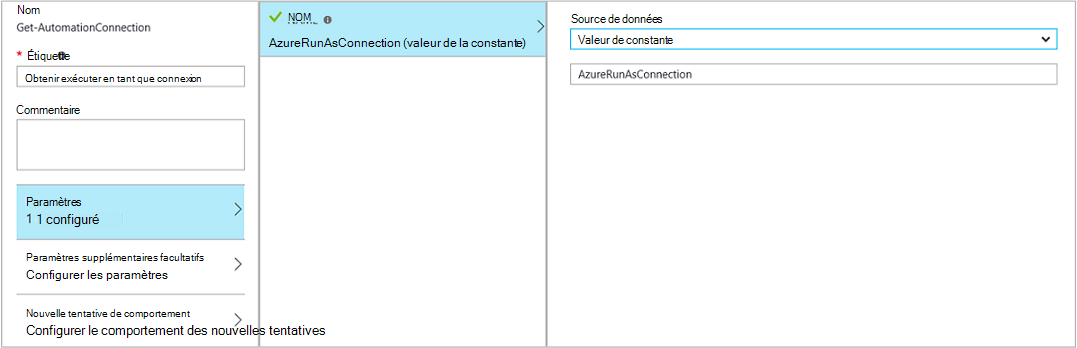 Nom
Get-AutomationConnection
* Étiquette
Obtenir exécuter en tant que connexion
Commentaire
Paramètres
1 1 configuré
Paramètres supplémentaires facultatifs
Configurer les paramètres
Nouvelle tentative de comportement
Configurer le comportement des nouvelles tentatives
NOM
AzureRunAsConnection (valeur de la constante)
Source de données
Valeur de constante
AzureRunAsConnection